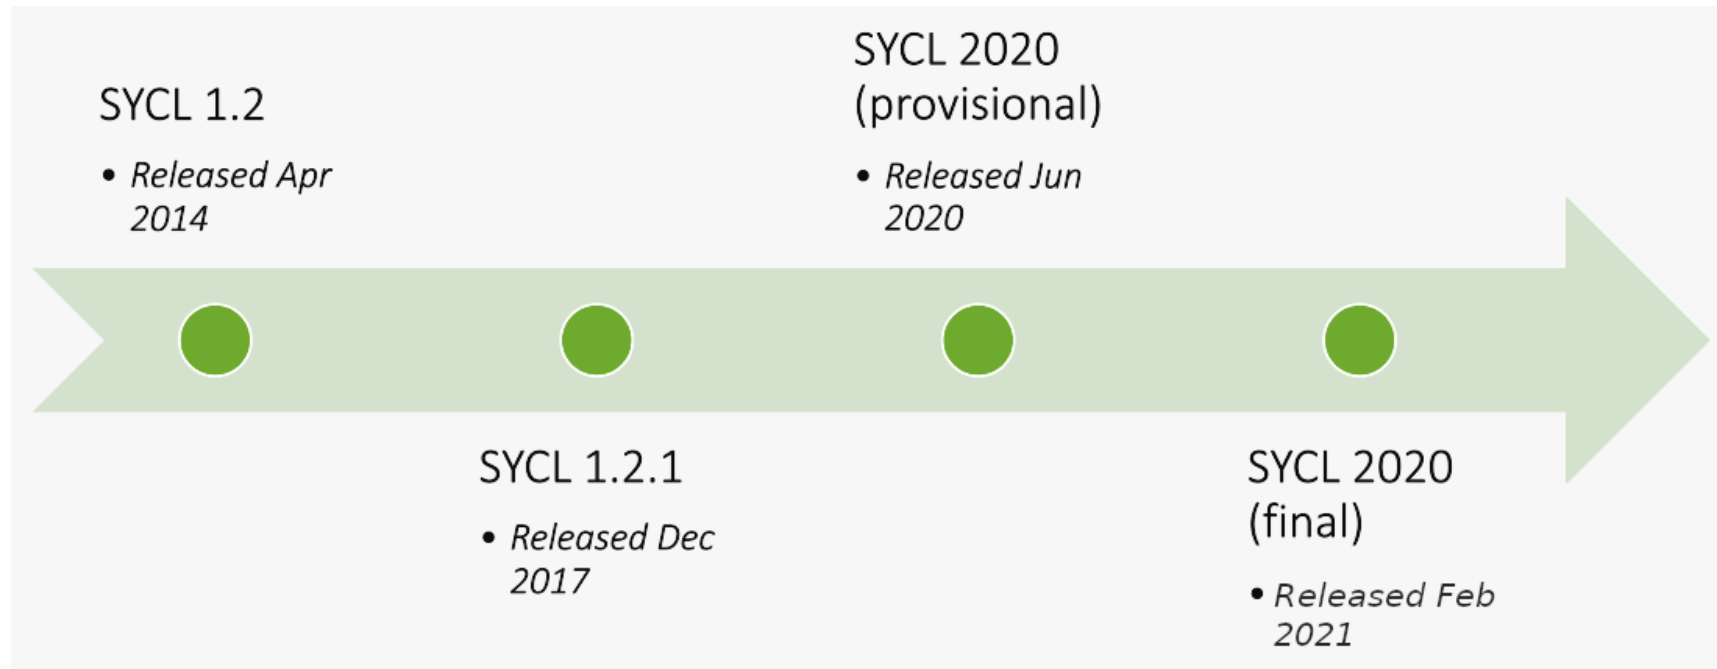 SYCL 1.2
• Released Apr
2014
SYCL 1.2.1
• Released Dec
2017
SYCL 2020
(provisional)
• Released Jun
2020
SYCL 2020
(final)
• Released Feb
2021